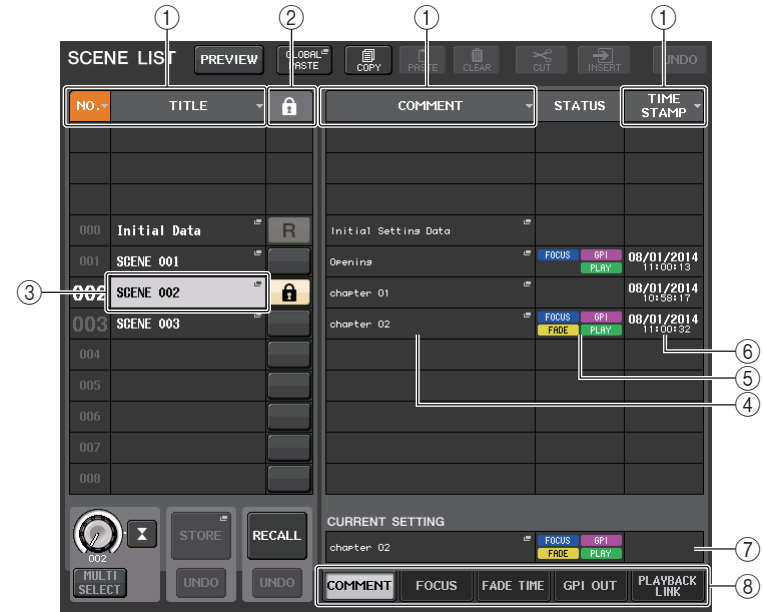 ① ② ① ①
SCENE LIST PREVIEW GLOBAL PASTE COPY PASTE CLEAR CUT INSERT UNDO
NO. TITLE COMMENT STATUS TIME STAMP
000 Initial Data R Initial Setting Data
001 SCENE 001 Opening FOCUS GPI PLAY 08/01/2014 11:00:13
③ 002 SCENE 002 chapter 01 08/01/2014 10:58:17
003 SCENE 003 chapter 02 FOCUS GPI FADE PLAY 08/01/2014 11:00:32
004 ⑥
005 ⑤
006 ④
007
008
CURRENT SETTING
STORE RECALL chapter 02 FOCUS GPI FADE PLAY ⑦
002
MULTI SELECT UNDO UNDO COMMENT FOCUS FADE TIME GPI OUT PLAYBACK LINK ⑧